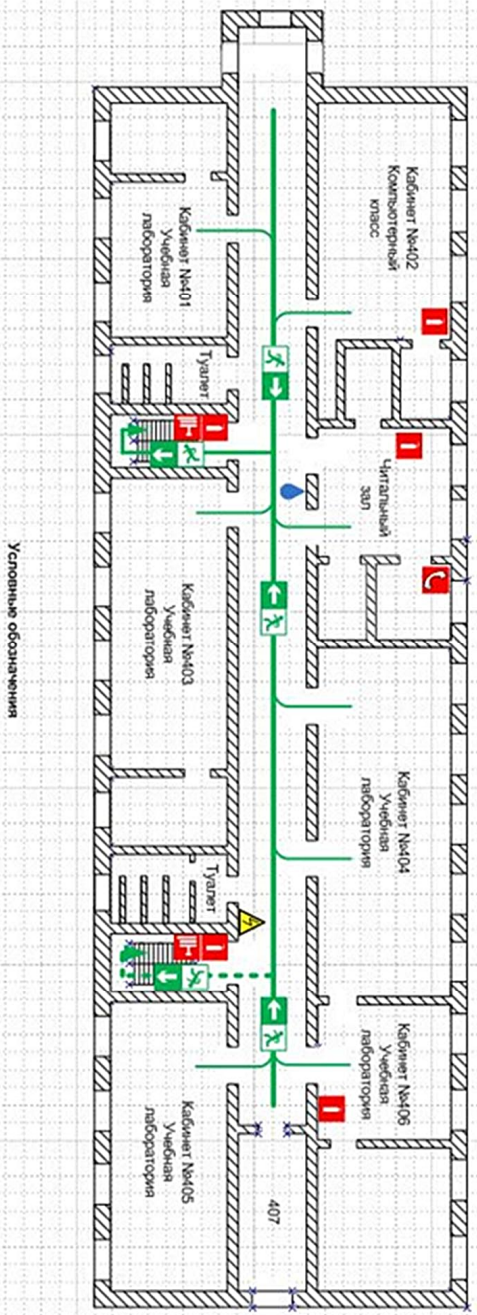 Кабинет №402
Компьютерный
класс
Кабинет №401
Учебная
лаборатория
Туалет
Читальный
зал
Кабинет №403
Учебная
лаборатория
Кабинет №404
Учебная
лаборатория
Туалет
Кабинет №406
Учебная
лаборатория
Кабинет №405
Учебная
лаборатория
407
Условные обозначения